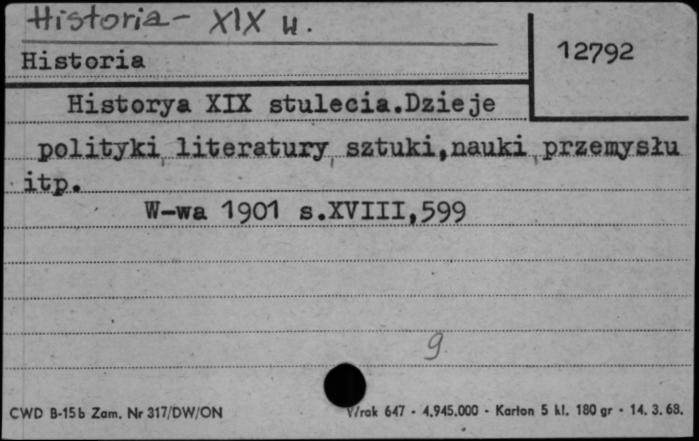 Historia - XIX w.
12792
Historia
Historya XIX stulecia.Dzieje
polityki, literatury, sztuki,nauki, przemysłu
itp.
W-wa 1901 s.XVIII,599
9
CWD B-15b Zam. Nr 317/DW/ON
W/rak 647 - 4.945.000 - Karton 5 kl. 180 gr - 14. 3. 68.